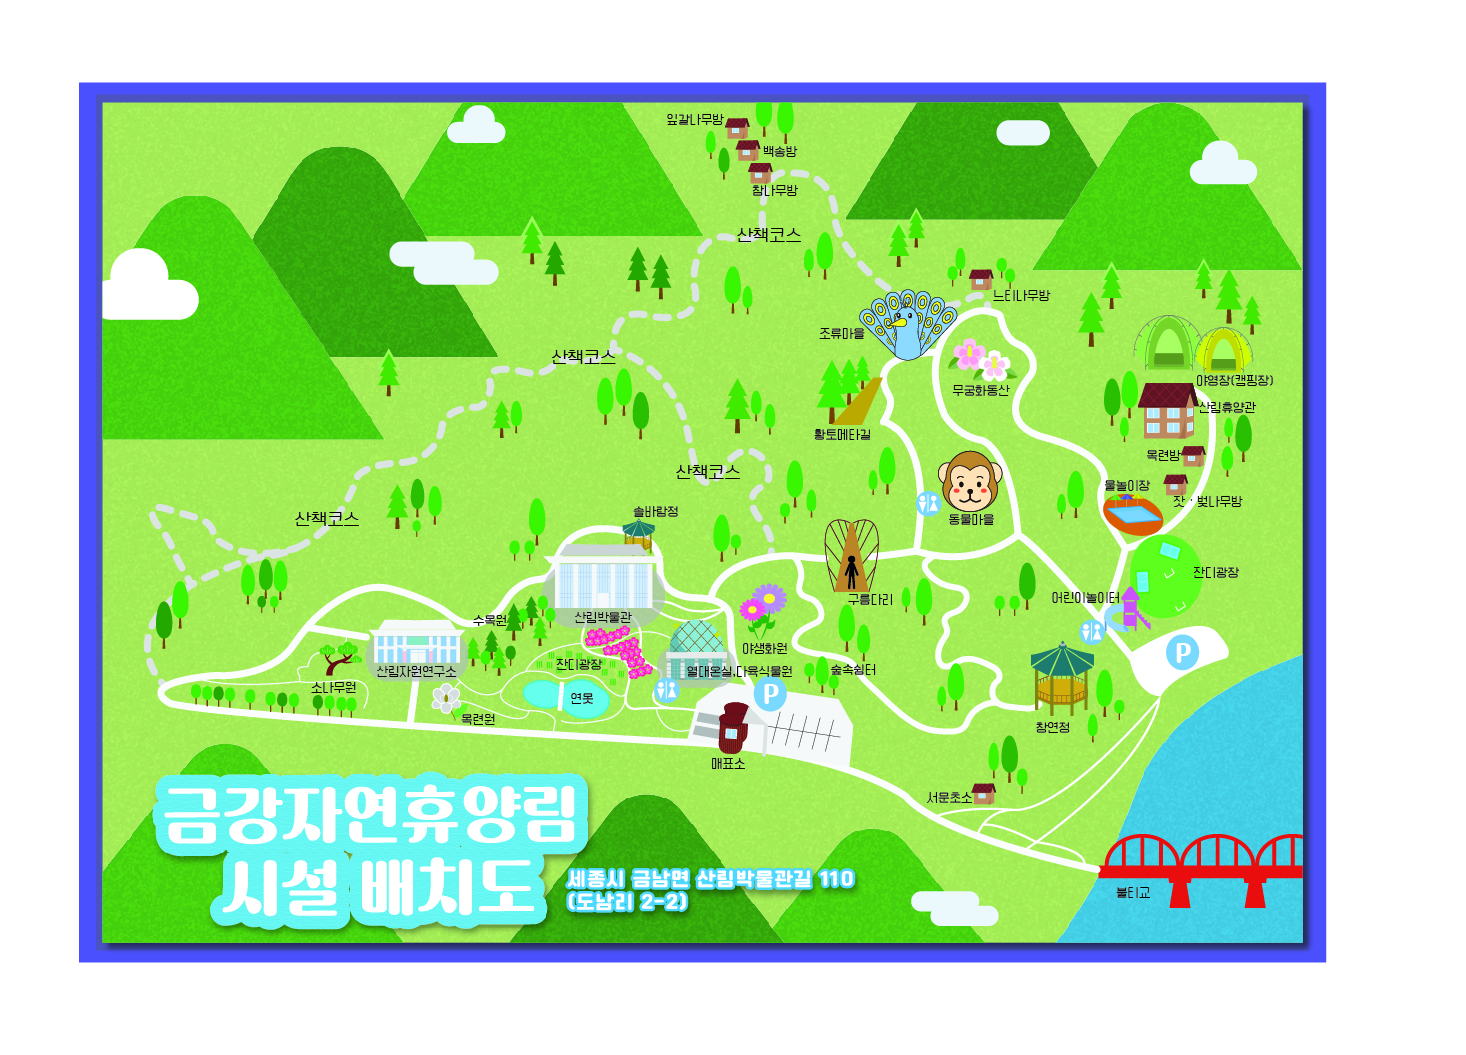 잎갈나무방
백송방
참나무방
산책코스
느티나무방
조류마을
산책코스
무궁화동산
야영장(캠핑장)
산림휴양관
황토메타길
목련방
산책코스
물놀이장
잣 · 벚나무방
솔바람정
동물마을
산책코스
잔디광장
구름다리
어린이놀이터
수목원
산림박물관
야생화원
P
잔디광장
산림자원연구소
열대온실,다육식물원
숲속쉼터
소나무원
연못
P
목련원
창연정
매표소
서문초소
금강자연휴양림
시설 배치도
세종시 금남면 산림박물관길 110
(도남리 2-2)
불티교